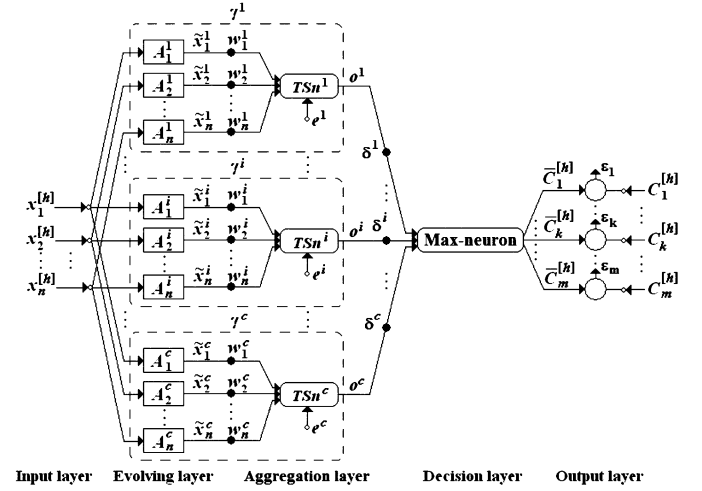 γ¹
A₁¹ x̃₁¹ w₁¹
A₂¹ x̃₂¹ w₂¹
TSn¹ o¹
Aₙ¹ x̃ₙ¹ wₙ¹ e¹
δ¹
γⁱ
x₁^[h] A₁ⁱ x̃₁ⁱ w₁ⁱ
x₂^[h] A₂ⁱ x̃₂ⁱ w₂ⁱ
TSnⁱ oⁱ δⁱ Max-neuron
xₙ^[h] Aₙⁱ x̃ₙⁱ wₙⁱ eⁱ
C̅₁^[h] ε₁ C₁^[h]
C̅ₖ^[h] εₖ Cₖ^[h]
C̅ₘ^[h] εₘ Cₘ^[h]
γᶜ δᶜ
A₁ᶜ x̃₁ᶜ w₁ᶜ
A₂ᶜ x̃₂ᶜ w₂ᶜ
TSnᶜ oᶜ
Aₙᶜ x̃ₙᶜ wₙᶜ eᶜ
Input layer Evolving layer Aggregation layer Decision layer Output layer